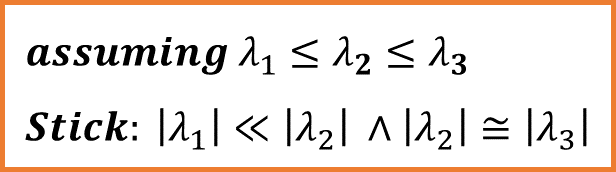 assuming λ₁ ≤ λ₂ ≤ λ₃
Stick: |λ₁| ≪ |λ₂| ∧ |λ₂| ≅ |λ₃|